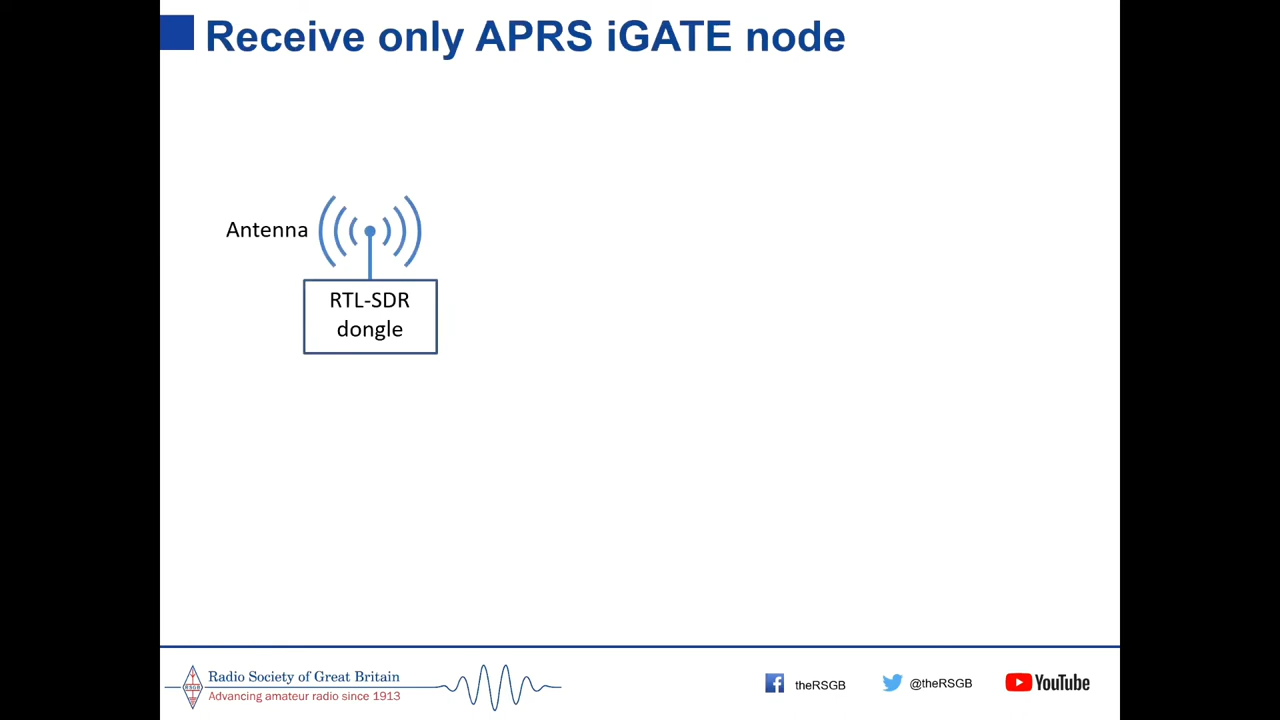 Receive only APRS iGATE node
Antenna
RTL-SDR
dongle
RSGB
Radio Society of Great Britain
Advancing amateur radio since 1913
theRSGB
@theRSGB
YouTube